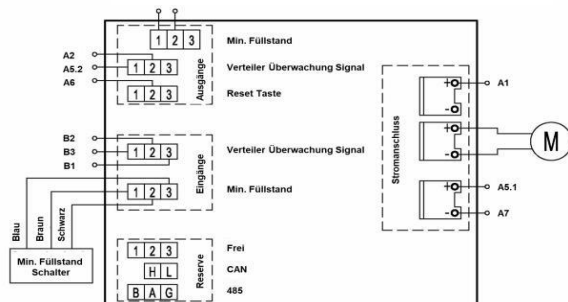 1 2 3 Min. Füllstand
A2
A5.2 1 2 3 Verteiler Überwachung Signal
A6
1 2 3 Reset Taste
Ausgänge
B2
B3 1 2 3 Verteiler Überwachung Signal
B1
1 2 3 Min. Füllstand
Eingänge
Blau
Braun
Schwarz
Min. Füllstand
Schalter
1 2 3 Frei
H L CAN
B A G 485
Reserve
Stromanschluss
+ A1
-
+
-
M
+ A5.1
- A7